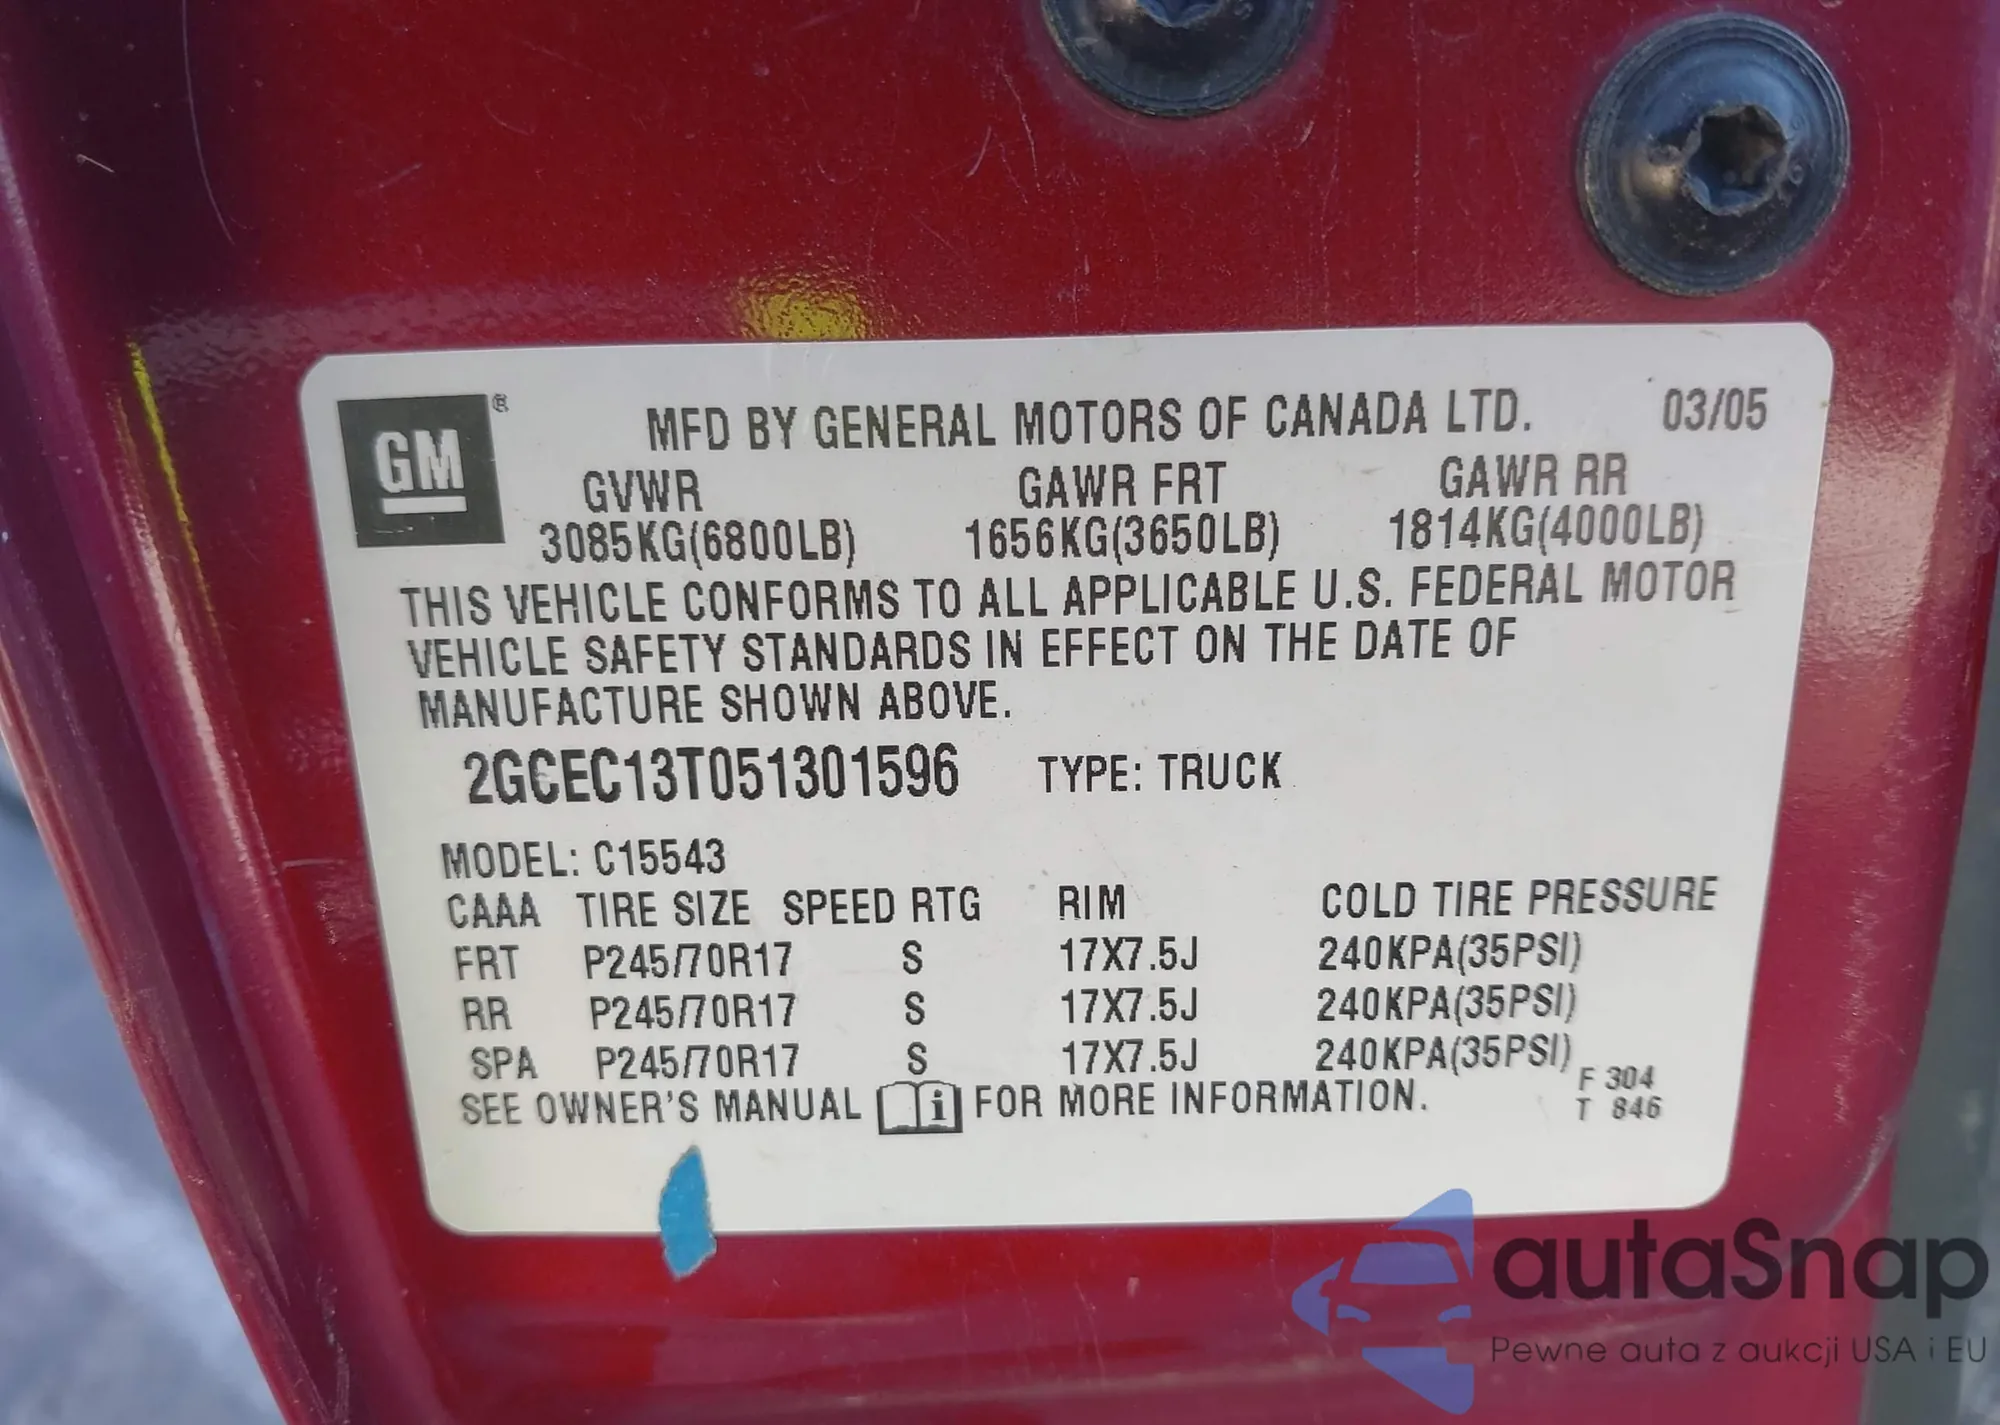 GM ®
MFD BY GENERAL MOTORS OF CANADA LTD. 03/05
GVWR GAWR FRT GAWR RR
3085KG(6800LB) 1656KG(3650LB) 1814KG(4000LB)
THIS VEHICLE CONFORMS TO ALL APPLICABLE U.S. FEDERAL MOTOR
VEHICLE SAFETY STANDARDS IN EFFECT ON THE DATE OF
MANUFACTURE SHOWN ABOVE.
2GCEC13T051301596 TYPE: TRUCK
MODEL: C15543
CAAA TIRE SIZE SPEED RTG RIM COLD TIRE PRESSURE
FRT P245/70R17 S 17X7.5J 240KPA(35PSI)
RR P245/70R17 S 17X7.5J 240KPA(35PSI)
SPA P245/70R17 S 17X7.5J 240KPA(35PSI)
F 304
T 846
SEE OWNER'S MANUAL i FOR MORE INFORMATION.
autaSnap
Pewne auta z aukcji USA i EU